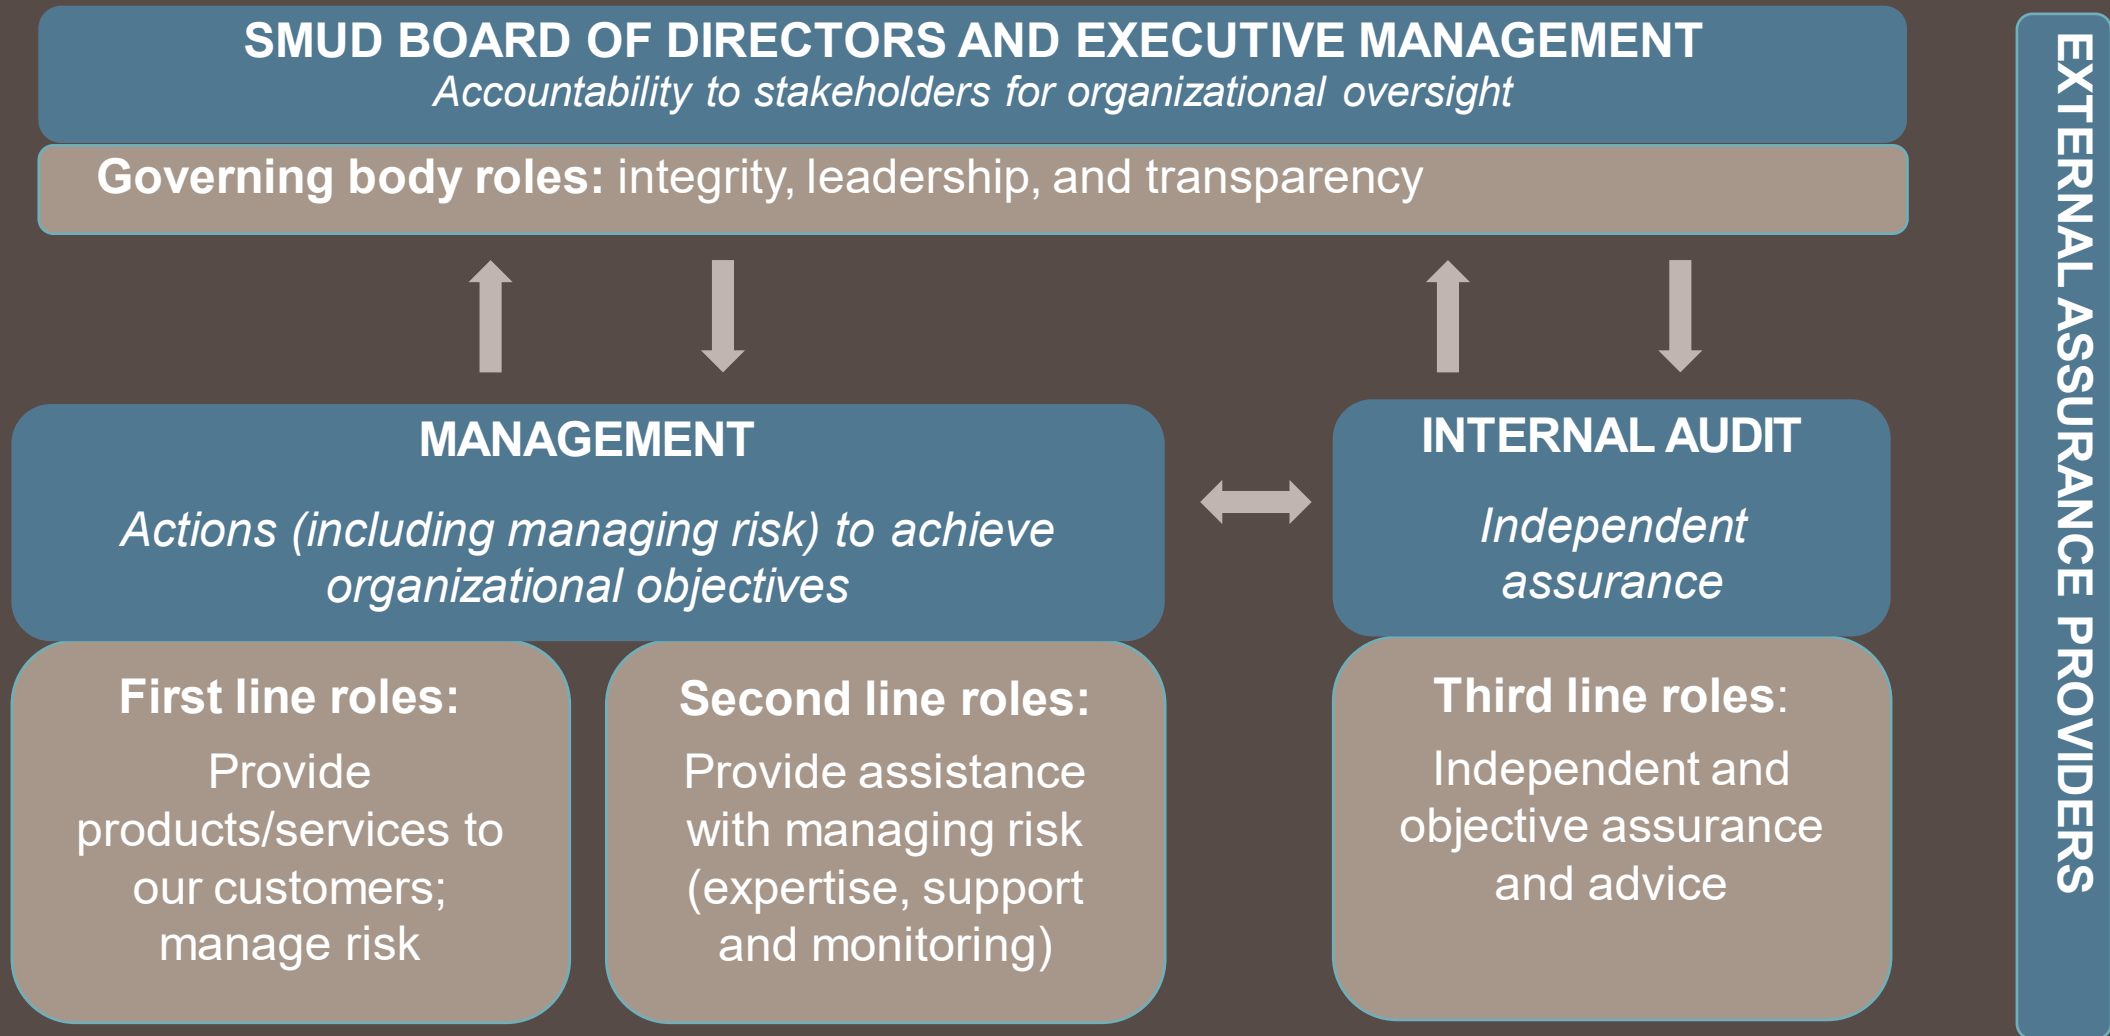 SMUD BOARD OF DIRECTORS AND EXECUTIVE MANAGEMENT
Accountability to stakeholders for organizational oversight
Governing body roles: integrity, leadership, and transparency
MANAGEMENT
Actions (including managing risk) to achieve
organizational objectives
First line roles:
Provide
products/services to
our customers;
manage risk
Second line roles:
Provide assistance
with managing risk
(expertise, support
and monitoring)
INTERNAL AUDIT
Independent
assurance
Third line roles:
Independent and
objective assurance
and advice
EXTERNAL ASSURANCE PROVIDERS